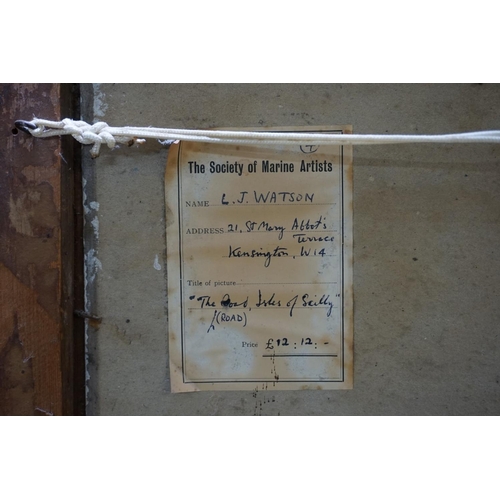 The Society of Marine Artists
NAME L. J. WATSON
ADDRESS 21, St Mary Abbot's
Terrace
Kensington, W14
Title of picture
"The Road, Isles of Scilly"
(ROAD)
Price £12 : 12 : -